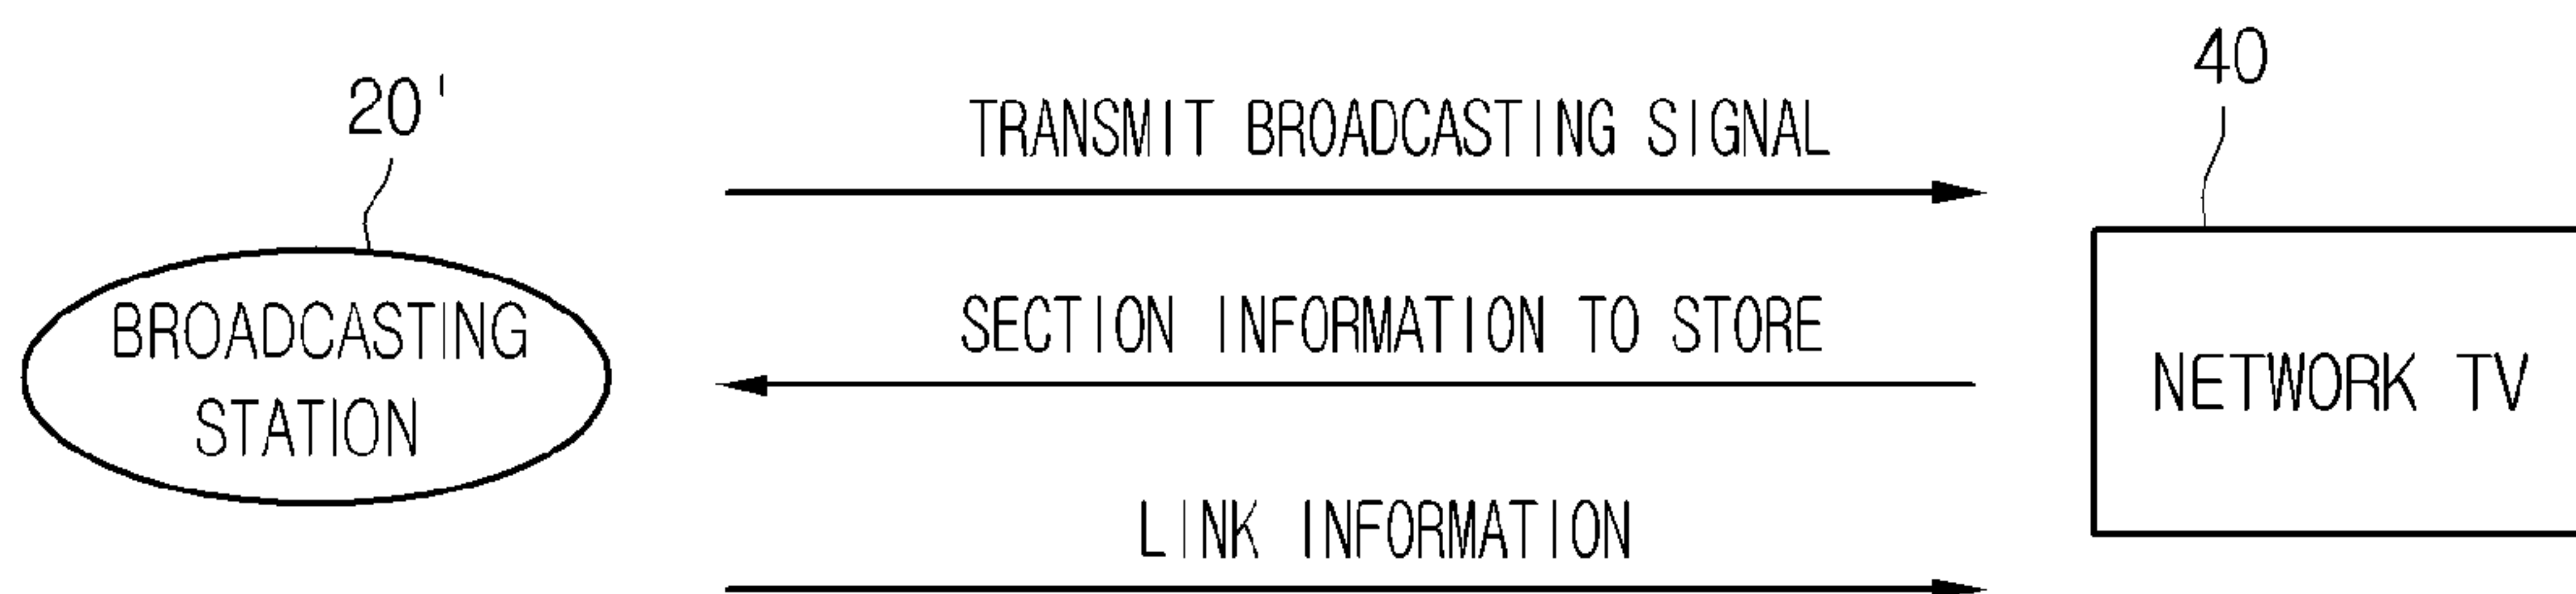 20'
BROADCASTING
STATION
TRANSMIT BROADCASTING SIGNAL
SECTION INFORMATION TO STORE
LINK INFORMATION
40
NETWORK TV